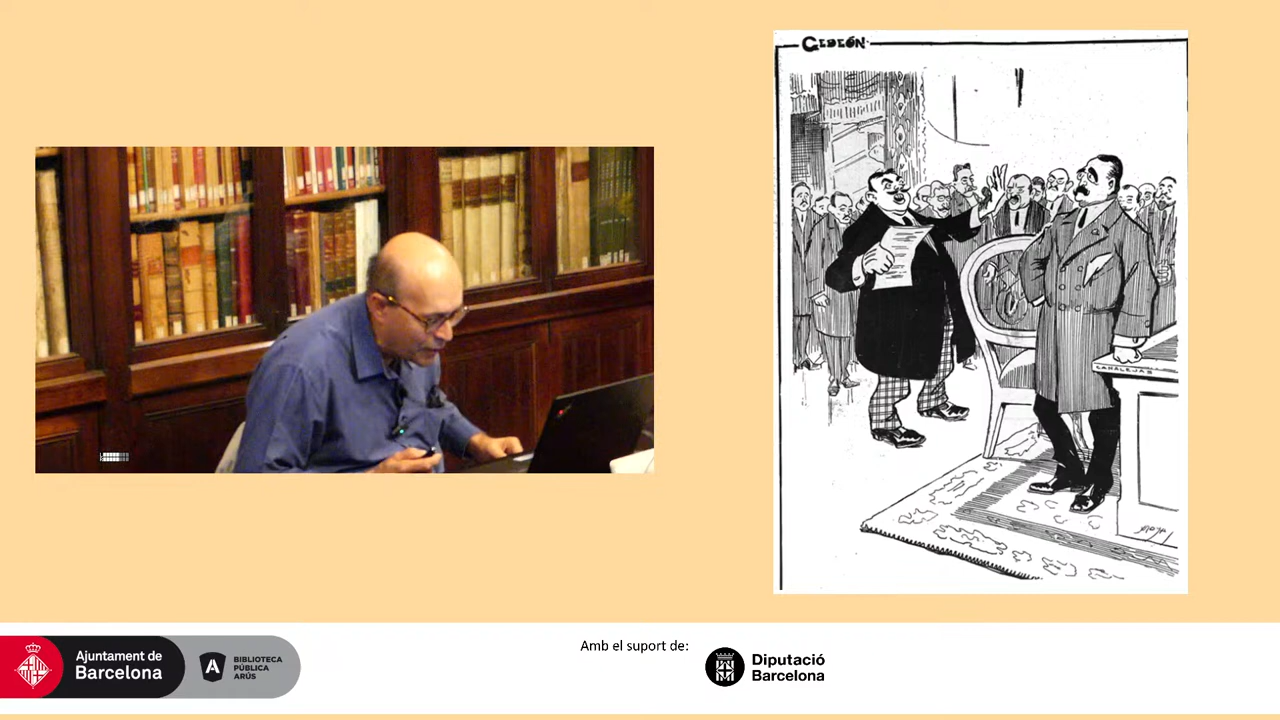 GEDEÓN
CANALEJAS
Amb el suport de:
Ajuntament de
Barcelona
A
BIBLIOTECA
PÚBLICA
ARÚS
Diputació
Barcelona